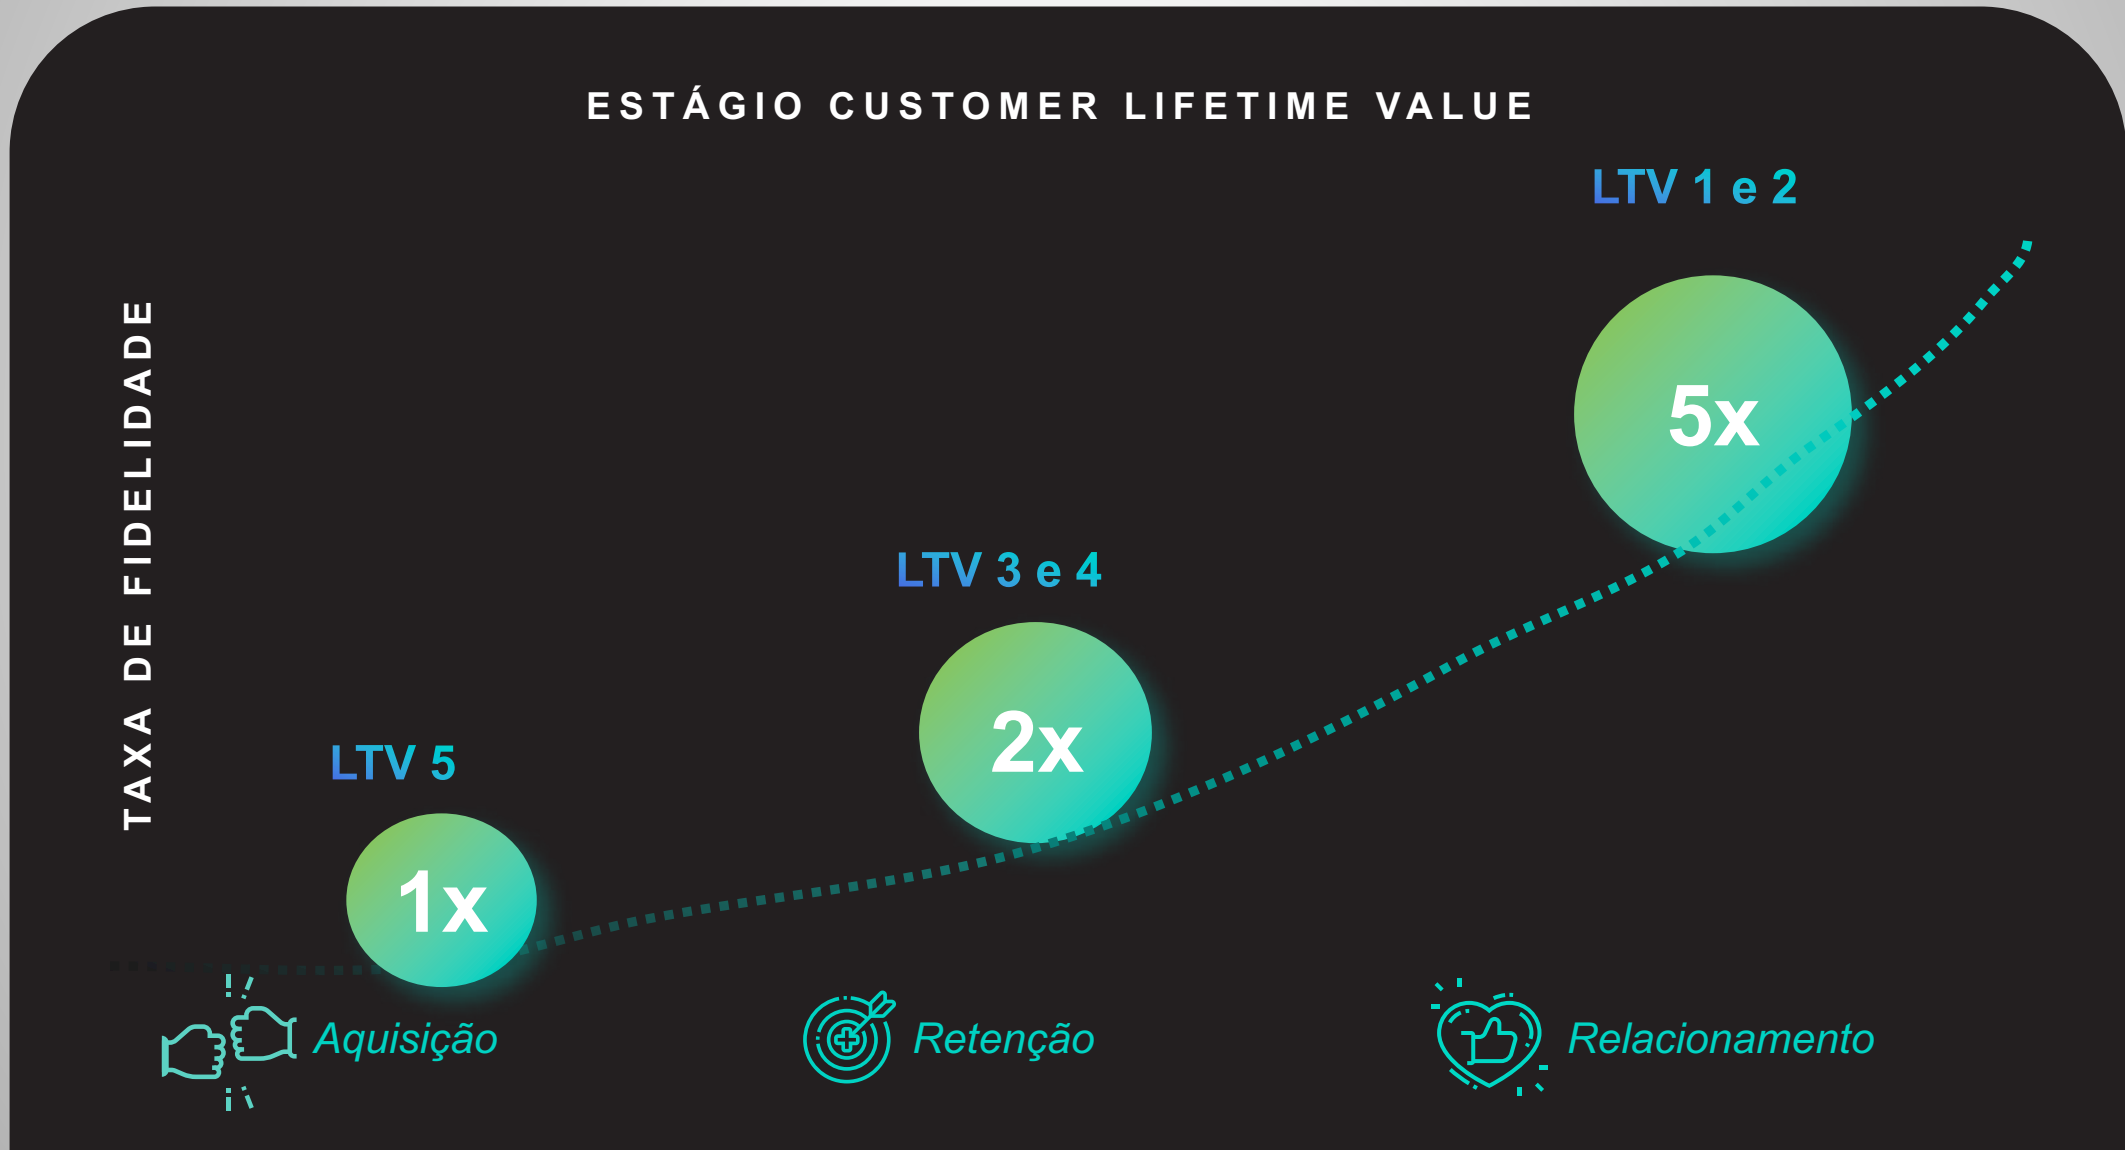 ESTÁGIO CUSTOMER LIFETIME VALUE
LTV 1 e 2
TAXA DE FIDELIDADE
5x
LTV 3 e 4
2x
LTV 5
1x
Aquisição
Retenção
Relacionamento